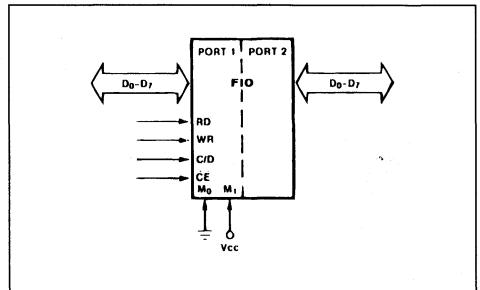 PORT 1 PORT 2
FIO
D0-D7
D0-D7
RD
WR
C/D
CE
M0 M1
Vcc